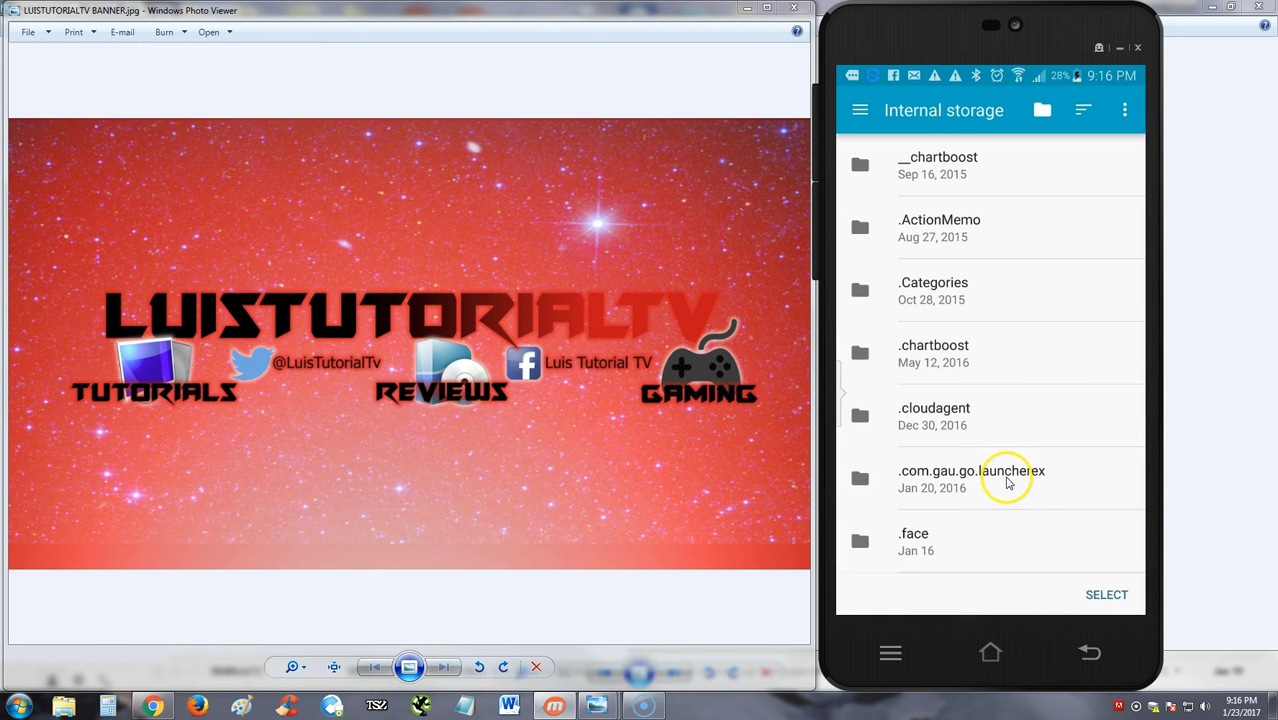 LUISTUTORIALTV BANNER.jpg - Windows Photo Viewer
File Print E-mail Burn Open
LUISTUTORIALTV
@LuisTutorialTv
Luis Tutorial TV
TUTORIALS
REVIEWS
GAMING
28% 9:16 PM
Internal storage
__chartboost
Sep 16, 2015
.ActionMemo
Aug 27, 2015
.Categories
Oct 28, 2015
.chartboost
May 12, 2016
.cloudagent
Dec 30, 2016
.com.gau.go.launcherex
Jan 20, 2016
.face
Jan 16
SELECT
9:16 PM
1/23/2017